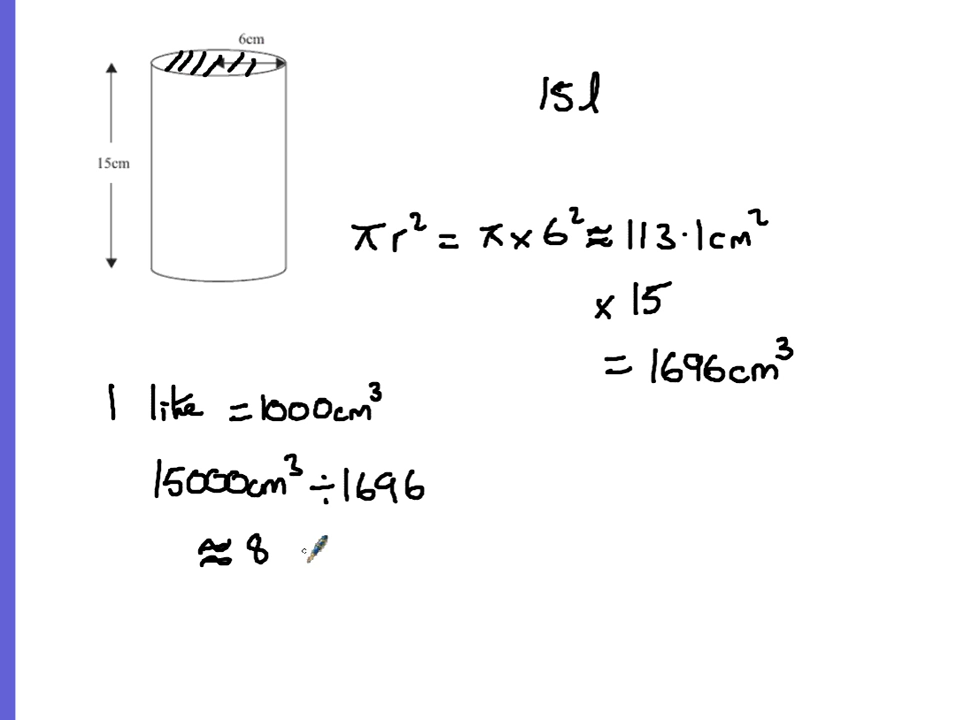 6cm
15l
15cm
πr² = π×6² ≈ 113·1cm²
× 15
= 1696cm³
1 litre = 1000cm³
15000cm³ ÷ 1696
≈ 8